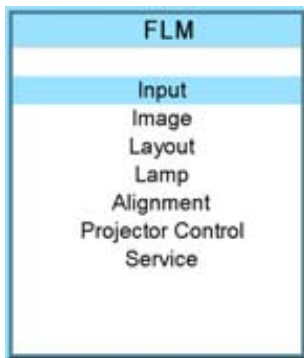 FLM
Input
Image
Layout
Lamp
Alignment
Projector Control
Service